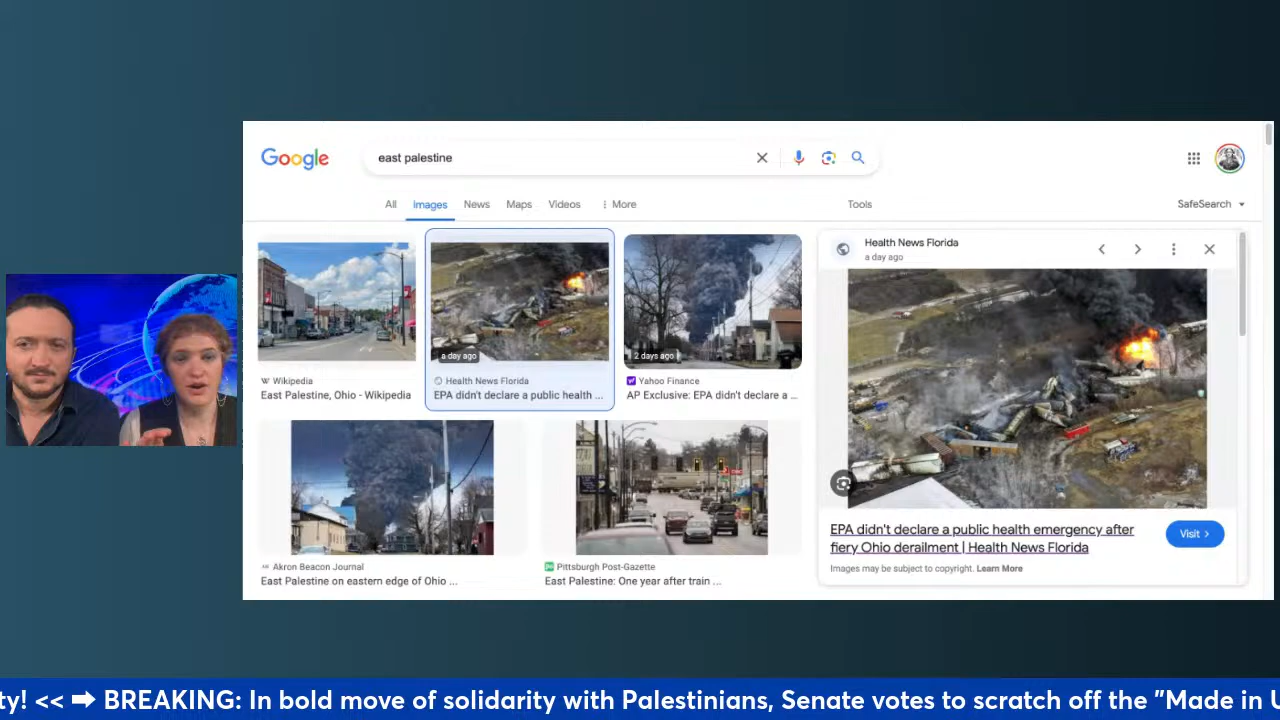 Google
east palestine
All Images News Maps Videos More
Tools
SafeSearch
a day ago
2 days ago
Wikipedia
East Palestine, Ohio - Wikipedia
Health News Florida
EPA didn't declare a public health ...
Yahoo Finance
AP Exclusive: EPA didn't declare a ...
Akron Beacon Journal
East Palestine on eastern edge of Ohio ...
Pittsburgh Post-Gazette
East Palestine: One year after train ...
Health News Florida
a day ago
EPA didn't declare a public health emergency after
fiery Ohio derailment | Health News Florida
Visit
Images may be subject to copyright. Learn More
ty! << ➡ BREAKING: In bold move of solidarity with Palestinians, Senate votes to scratch off the "Made in U